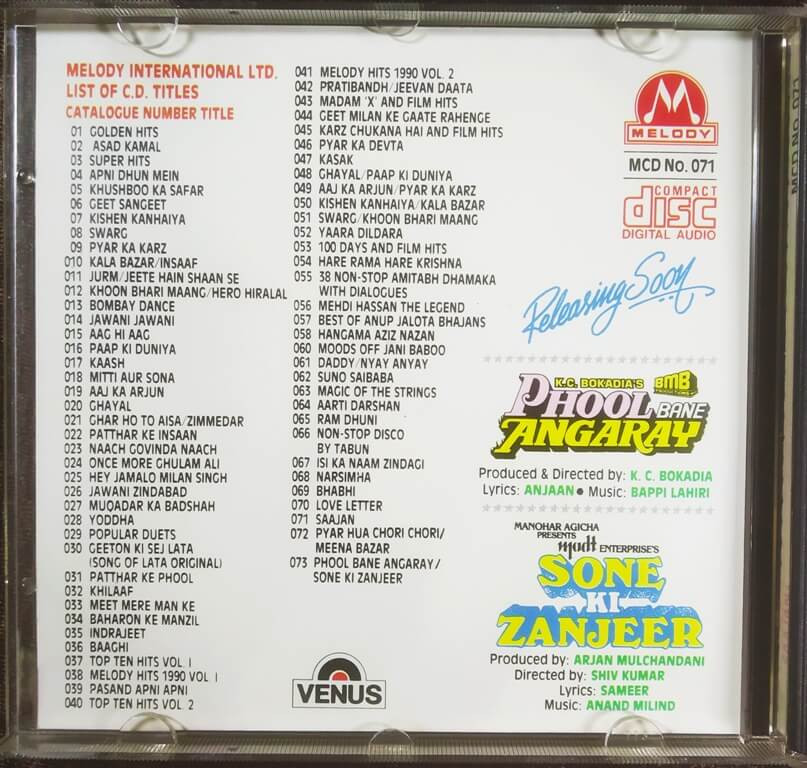 MELODY INTERNATIONAL LTD.
LIST OF C.D. TITLES
CATALOGUE NUMBER TITLE
01 GOLDEN HITS
02 ASAD KAMAL
03 SUPER HITS
04 APNI DHUN MEIN
05 KHUSHBOO KA SAFAR
06 GEET SANGEET
07 KISHEN KANHAIYA
08 SWARG
09 PYAR KA KARZ
010 KALA BAZAR/INSAAF
011 JURM/JEETE HAIN SHAAN SE
012 KHOON BHARI MAANG/HERO HIRALAL
013 BOMBAY DANCE
014 JAWANI JAWANI
015 AAG HI AAG
016 PAAP KI DUNIYA
017 KAASH
018 MITTI AUR SONA
019 AAJ KA ARJUN
020 GHAYAL
021 GHAR HO TO AISA/ZIMMEDAR
022 PATTHAR KE INSAAN
023 NAACH GOVINDA NAACH
024 ONCE MORE GHULAM ALI
025 HEY JAMALO MILAN SINGH
026 JAWANI ZINDABAD
027 MUQADAR KA BADSHAH
028 YODDHA
029 POPULAR DUETS
030 GEETON KI SEJ LATA
(SONG OF LATA ORIGINAL)
031 PATTHAR KE PHOOL
032 KHILAAF
033 MEET MERE MAN KE
034 BAHARON KE MANZIL
035 INDRAJEET
036 BAAGHI
037 TOP TEN HITS VOL. I
038 MELODY HITS 1990 VOL. I
039 PASAND APNI APNI
040 TOP TEN HITS VOL. 2
041 MELODY HITS 1990 VOL. 2
042 PRATIBANDH/JEEVAN DAATA
043 MADAM 'X' AND FILM HITS
044 GEET MILAN KE GAATE RAHENGE
045 KARZ CHUKANA HAI AND FILM HITS
046 PYAR KA DEVTA
047 KASAK
048 GHAYAL/PAAP KI DUNIYA
049 AAJ KA ARJUN/PYAR KA KARZ
050 KISHEN KANHAIYA/KALA BAZAR
051 SWARG/KHOON BHARI MAANG
052 YAARA DILDARA
053 100 DAYS AND FILM HITS
054 HARE RAMA HARE KRISHNA
055 38 NON-STOP AMITABH DHAMAKA
WITH DIALOGUES
056 MEHDI HASSAN THE LEGEND
057 BEST OF ANUP JALOTA BHAJANS
058 HANGAMA AZIZ NAZAN
060 MOODS OFF JANI BABOO
061 DADDY/NYAY ANYAY
062 SUNO SAIBABA
063 MAGIC OF THE STRINGS
064 AARTI DARSHAN
065 RAM DHUNI
066 NON-STOP DISCO
BY TABUN
067 ISI KA NAAM ZINDAGI
068 NARSIMHA
069 BHABHI
070 LOVE LETTER
071 SAAJAN
072 PYAR HUA CHORI CHORI/
MEENA BAZAR
073 PHOOL BANE ANGARAY/
SONE KI ZANJEER
VENUS
MELODY
MCD No. 071
COMPACT
disc
DIGITAL AUDIO
Releasing Soon
K.C. BOKADIA'S BMB
PHOOL BANE
ANGARAY
Produced & Directed by: K. C. BOKADIA
Lyrics: ANJAAN ● Music: BAPPI LAHIRI
MANOHAR AGICHA
PRESENTS
ENTERPRISE'S
SONE
KI
ZANJEER
Produced by: ARJAN MULCHANDANI
Directed by: SHIV KUMAR
Lyrics: SAMEER
Music: ANAND MILIND
MCD No. 071